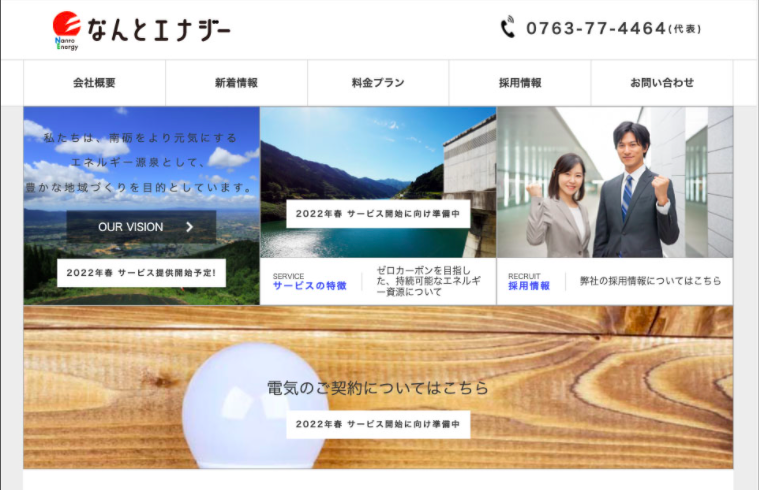 Nanto
Energy
なんとエナジー
0763-77-4464(代表)
会社概要
新着情報
料金プラン
採用情報
お問い合わせ
私たちは、南砺をより元気にする
エネルギー源泉として、
豊かな地域づくりを目的としています。
OUR VISION
2022年春 サービス提供開始予定!
2022年春 サービス開始に向け準備中
SERVICE
サービスの特徴
ゼロカーボンを目指し
た、持続可能なエネルギ
ー資源について
RECRUIT
採用情報
弊社の採用情報についてはこちら
電気のご契約についてはこちら
2022年春 サービス開始に向け準備中